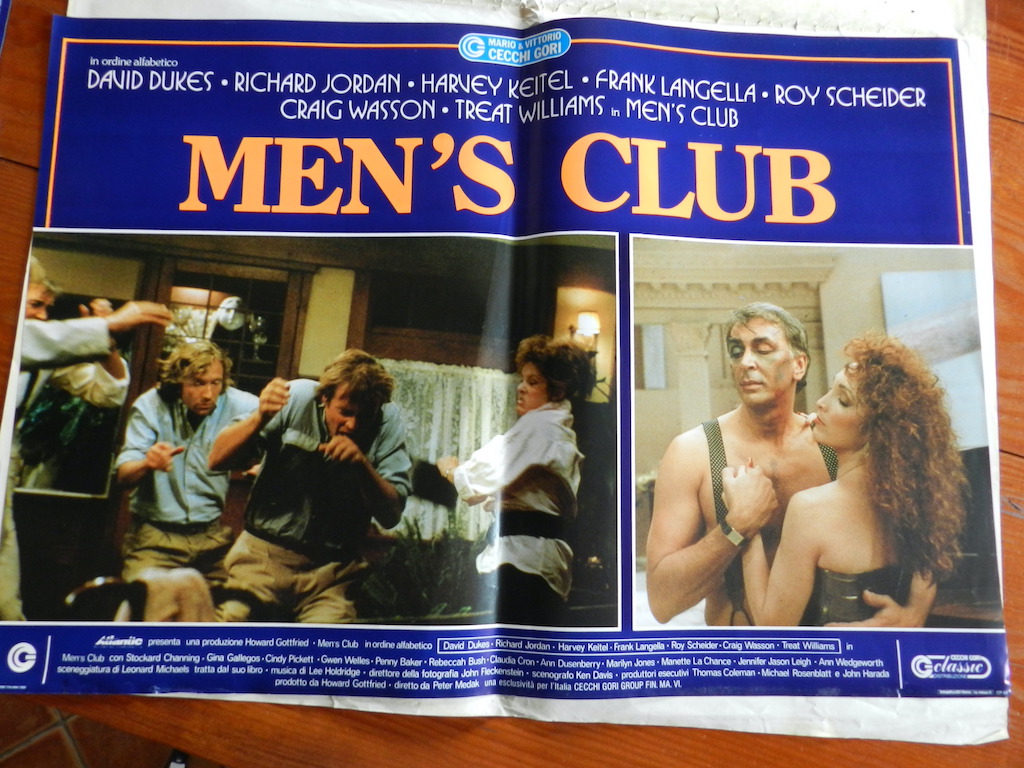 MARIO & VITTORIO
CECCHI GORI
in ordine alfabetico
DAVID DUKES • RICHARD JORDAN • HARVEY KEITEL • FRANK LANGELLA • ROY SCHEIDER
CRAIG WASSON • TREAT WILLIAMS in MEN'S CLUB
MEN'S CLUB
Atlantic presenta una produzione Howard Gottfried • Men's Club in ordine alfabetico David Dukes • Richard Jordan • Harvey Keitel • Frank Langella • Roy Scheider • Craig Wasson • Treat Williams in
Men's Club con Stockard Channing • Gina Gallegos • Cindy Pickett • Gwen Welles • Penny Baker • Rebeccah Bush • Claudia Cron • Ann Dusenberry • Marilyn Jones • Manette La Chance • Jennifer Jason Leigh • Ann Wedgeworth
sceneggiatura di Leonard Michaels tratta dal suo libro • musica di Lee Holdridge • direttore della fotografia John Fleckenstein • scenografo Ken Davis • produttori esecutivi Thomas Coleman • Michael Rosenblatt e John Harada
prodotto da Howard Gottfried • diretto da Peter Medak una esclusività per l'Italia CECCHI GORI GROUP FIN. MA. VI.
CECCHI GORI
classic
DISTRIBUZIONE